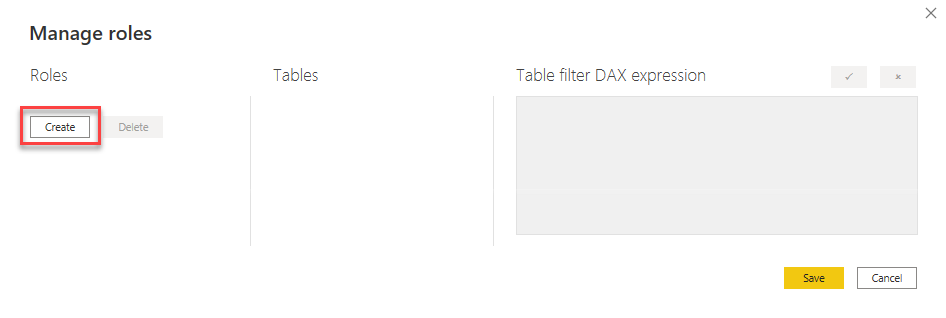 Manage roles
Roles
Tables
Table filter DAX expression
Create
Delete
Save
Cancel